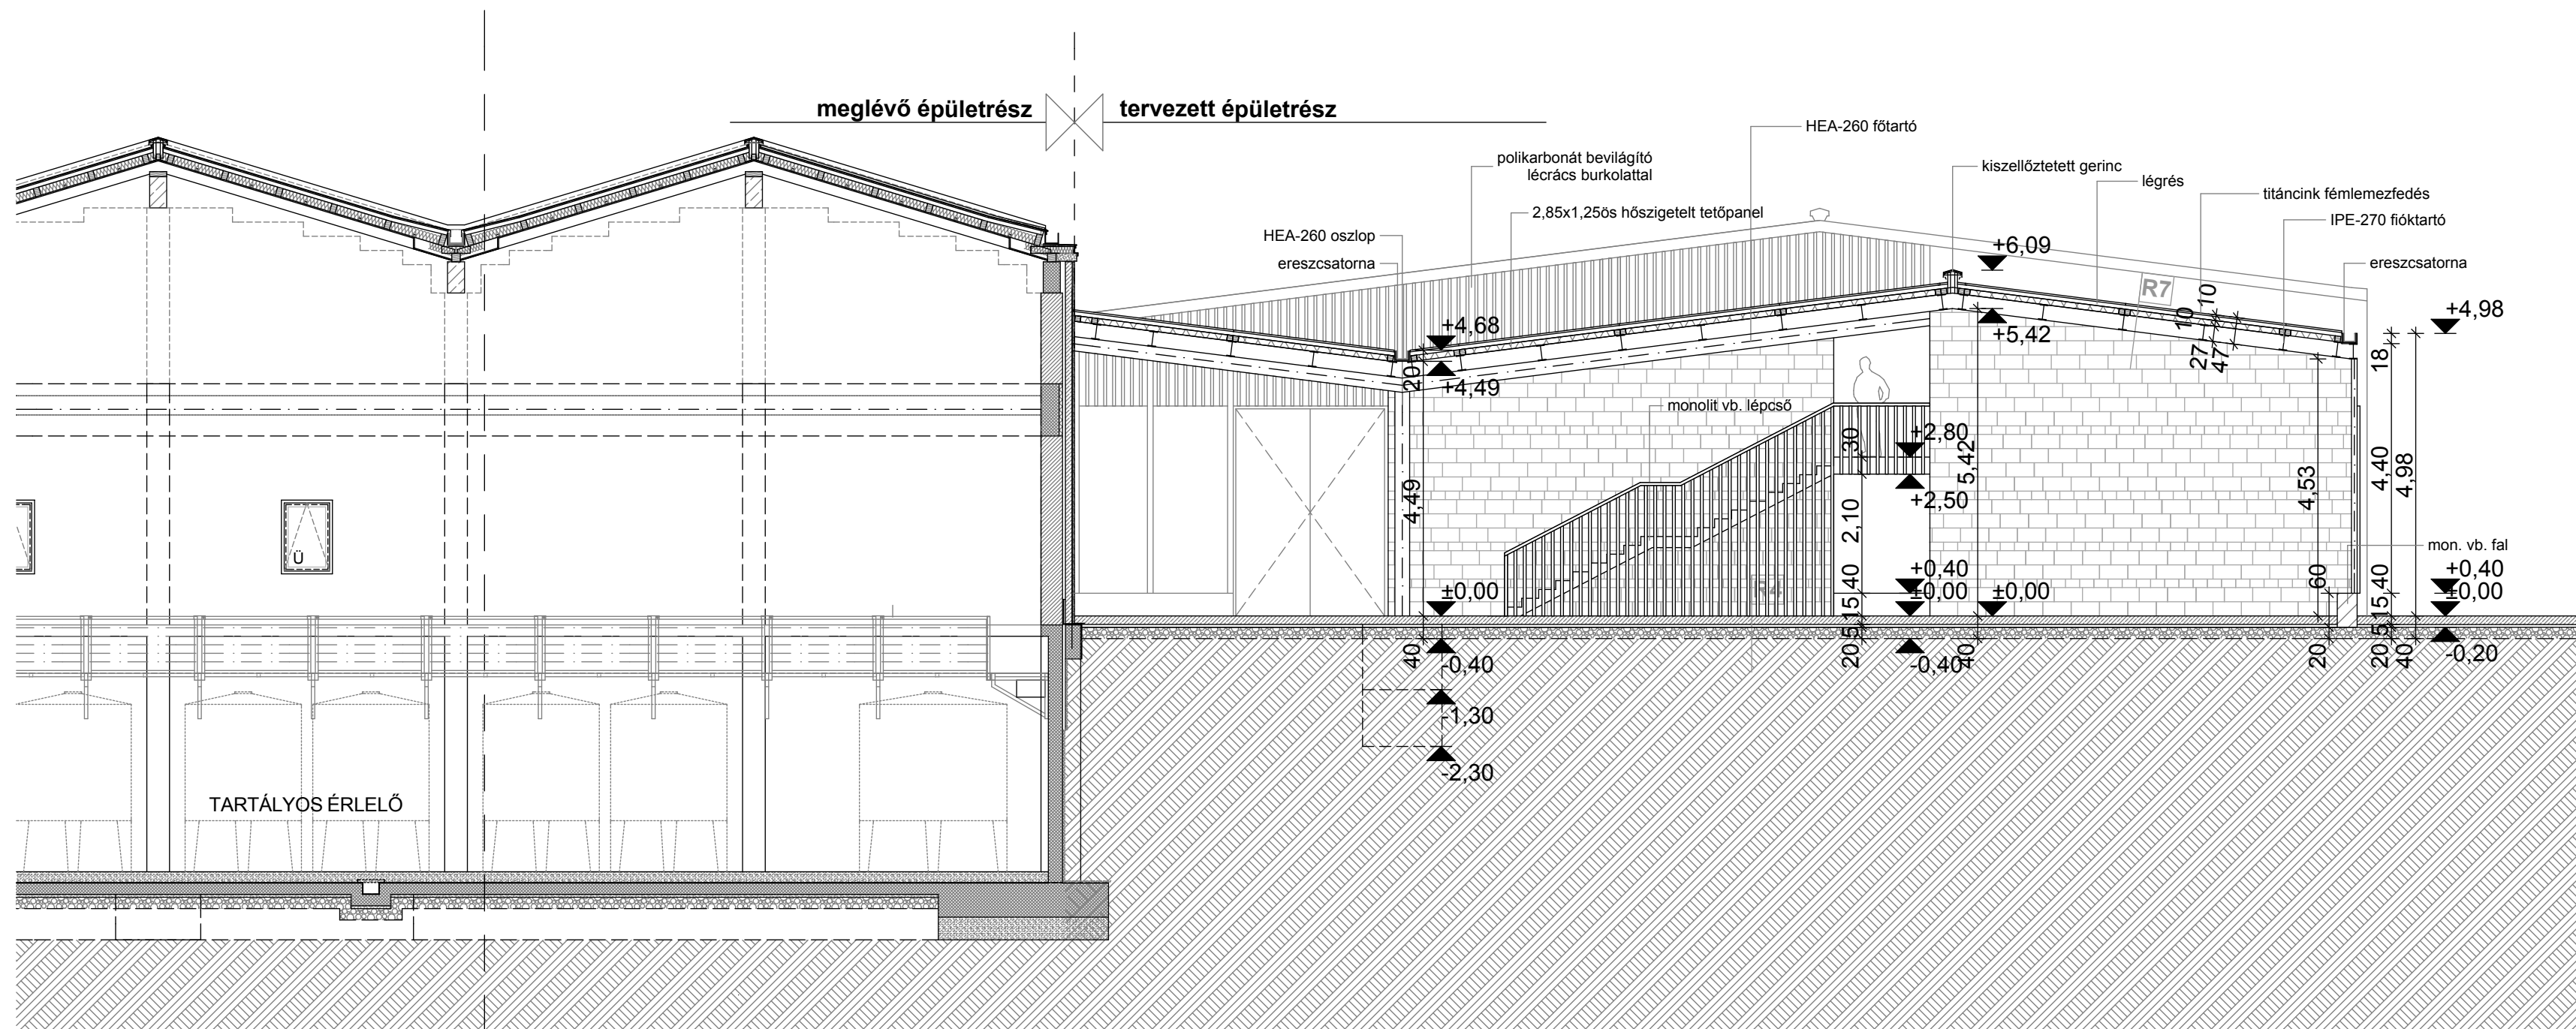 meglévő épületrész
tervezett épületrész
HEA-260 főtartó
polikarbonát bevilágító
lécrács burkolattal
kiszellőztetett gerinc
légrés
titáncink fémlemezfedés
2,85x1,25ös hőszigetelt tetőpanel
IPE-270 fióktartó
HEA-260 oszlop
ereszcsatorna
ereszcsatorna
+6,09
R7
+4,98
+4,68
+5,42
10
10
27
47
18
20
+4,49
monolit vb. lépcső
30
+2,80
5,42
+2,50
4,49
2,10
4,53
4,40
4,98
Ü
mon. vb. fal
±0,00
40
+0,40
±0,00
±0,00
R4
60
40
+0,40
±0,00
15
15
5
5
40
-0,40
20
-0,40
40
20
20
40
-0,20
-1,30
-2,30
TARTÁLYOS ÉRLELŐ